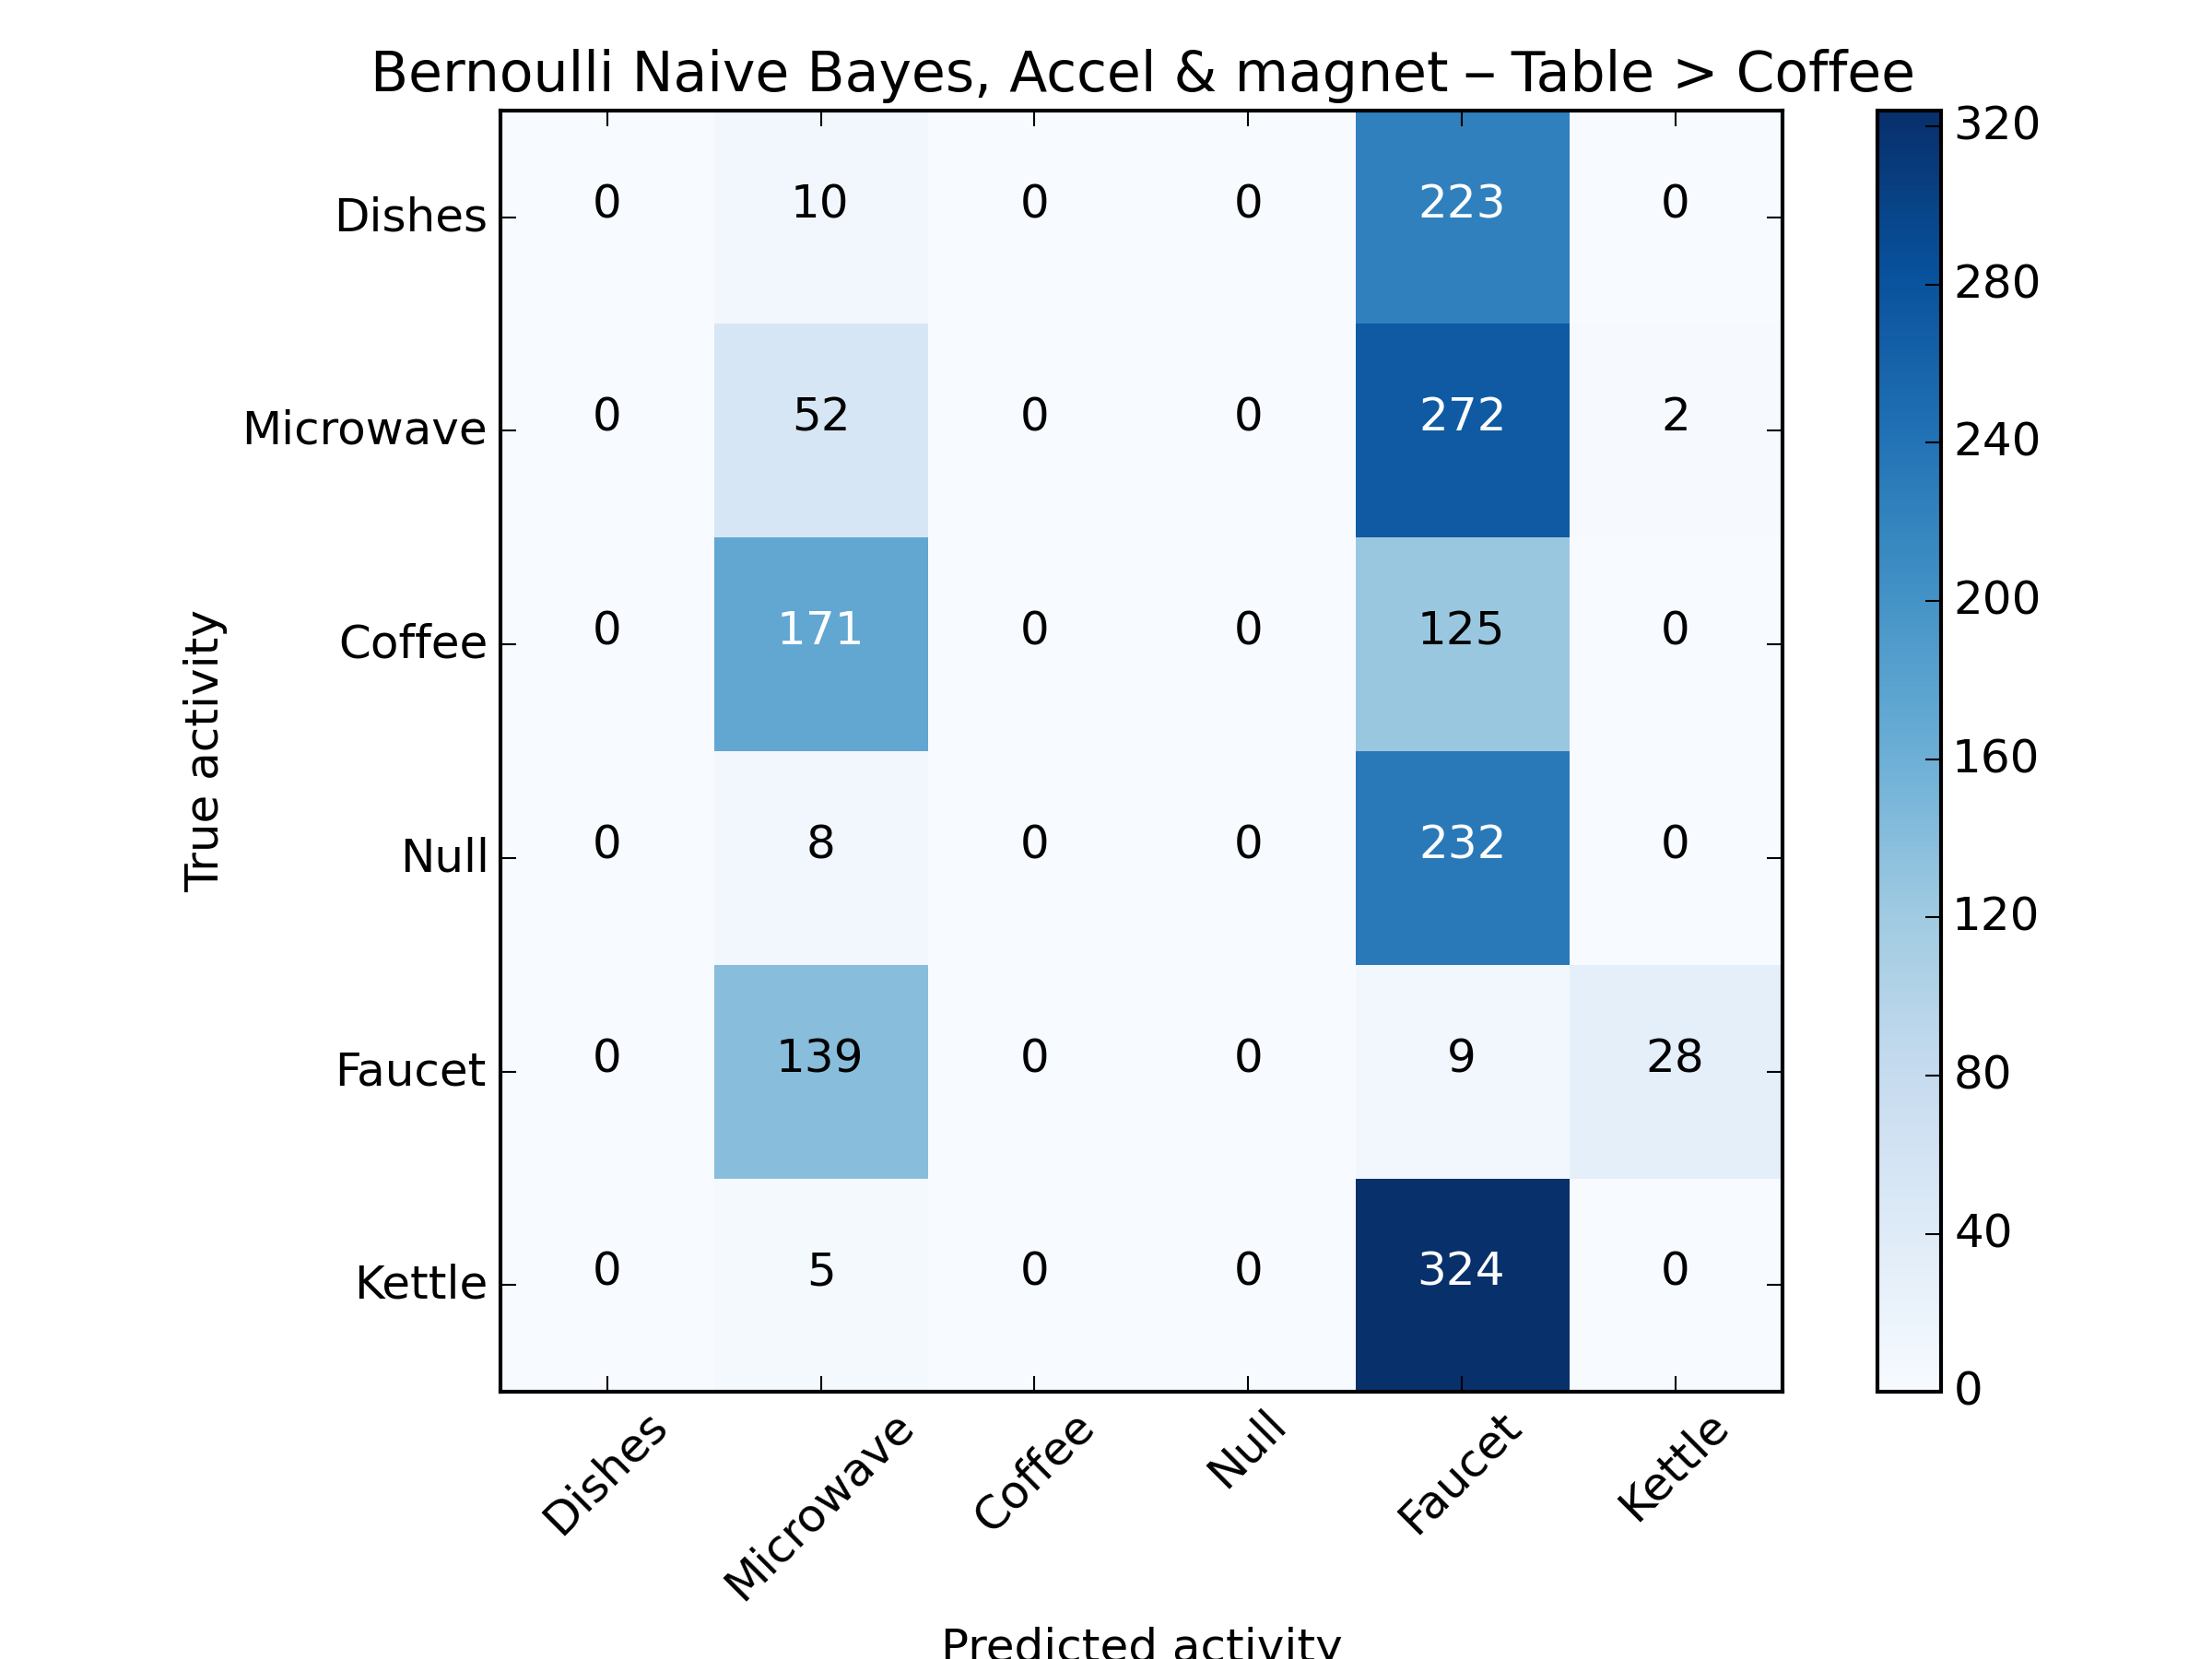 Bernoulli Naive Bayes, Accel & magnet – Table > Coffee
Dishes 0 10 0 0 223 0
Microwave 0 52 0 0 272 2
Coffee 0 171 0 0 125 0
Null 0 8 0 0 232 0
Faucet 0 139 0 0 9 28
Kettle 0 5 0 0 324 0
True activity
Dishes Microwave Coffee Null Faucet Kettle
Predicted activity
320
280
240
200
160
120
80
40
0